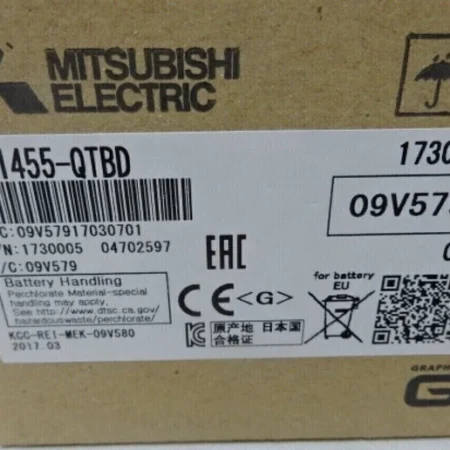 MITSUBISHI
ELECTRIC
1455-QTBD
1730
C:09V57917030701
N:1730005 04702597
/C:09V579
09V57
EAC
Battery Handling
Perchlorate Material-special
handling may apply.
See http://www.dtsc.ca.gov/
hazardouswaste/perchlorate/
KCC-REI-MEK-09V580
2017.03
CE <G>
for battery
EU
原产地 日本国
合格证
GRAPH
G